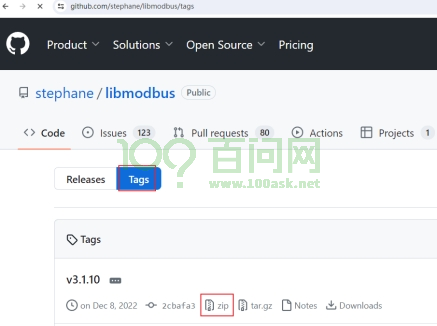 github.com/stephane/libmodbus/tags
Product Solutions Open Source Pricing
stephane / libmodbus Public
Code Issues 123 Pull requests 80 Actions Projects 1
100?百问网
www.100ask.net
Releases Tags
Tags
v3.1.10
on Dec 8, 2022 2cbafa3 zip tar.gz Notes Downloads